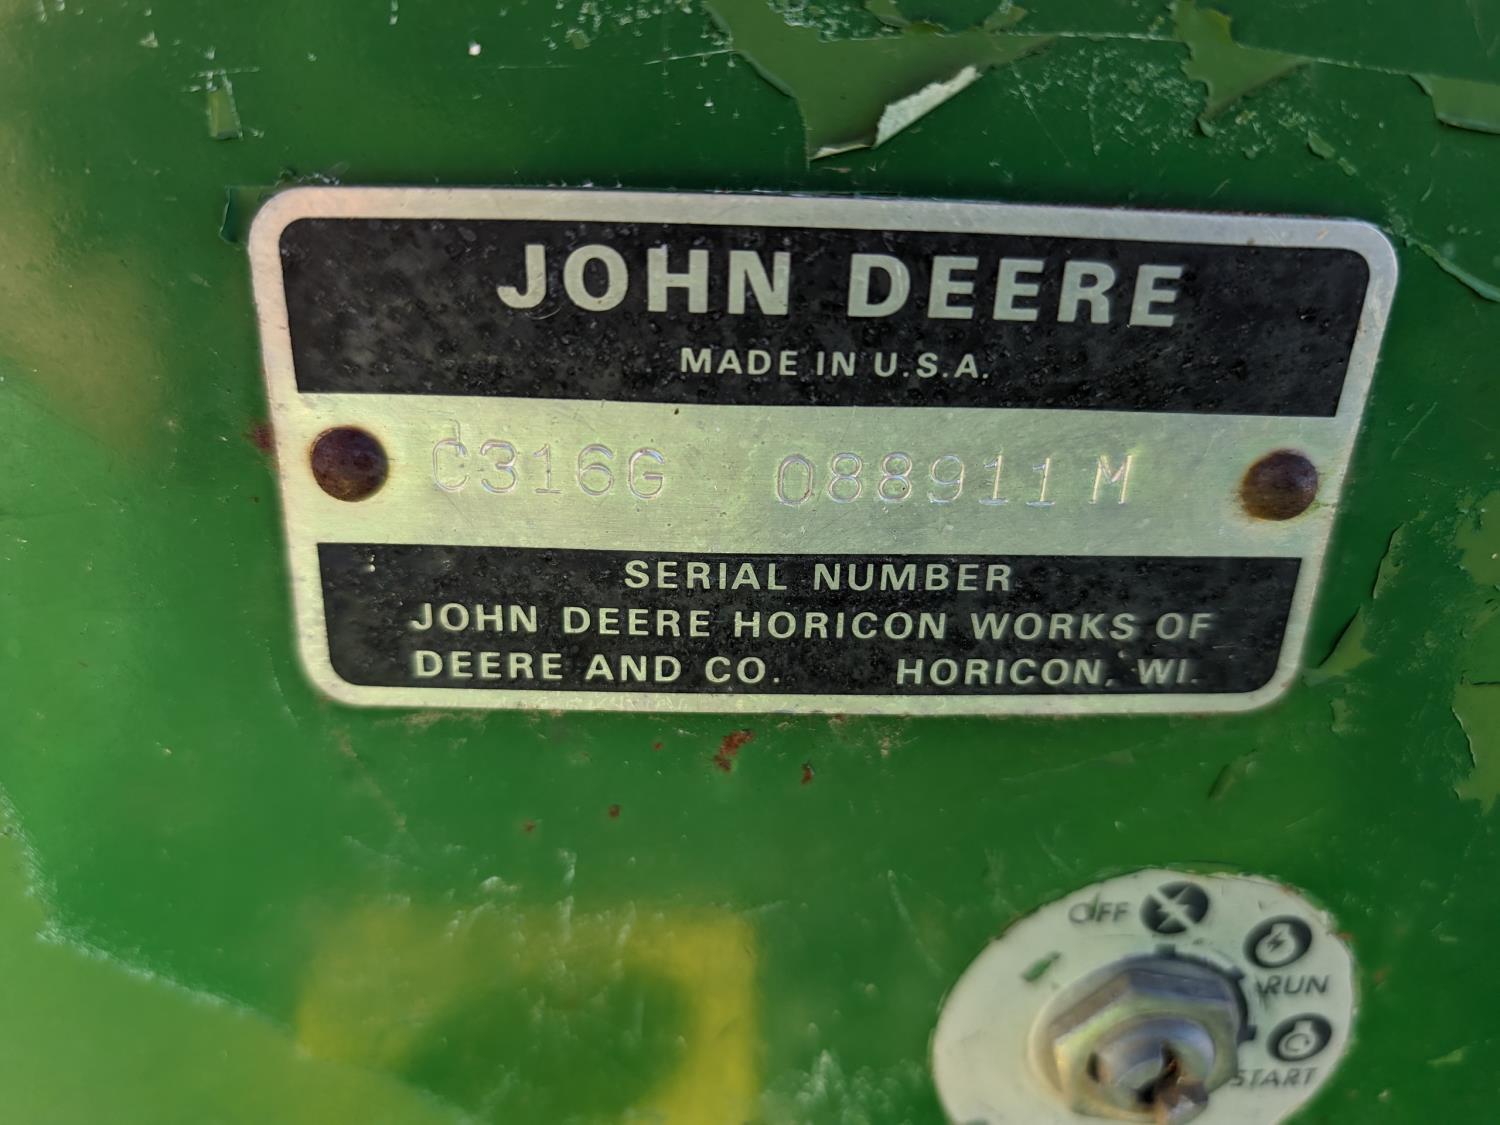 JOHN DEERE
MADE IN U.S.A.
C316G 088911M
SERIAL NUMBER
JOHN DEERE HORICON WORKS OF
DEERE AND CO. HORICON, WI.
OFF
RUN
START